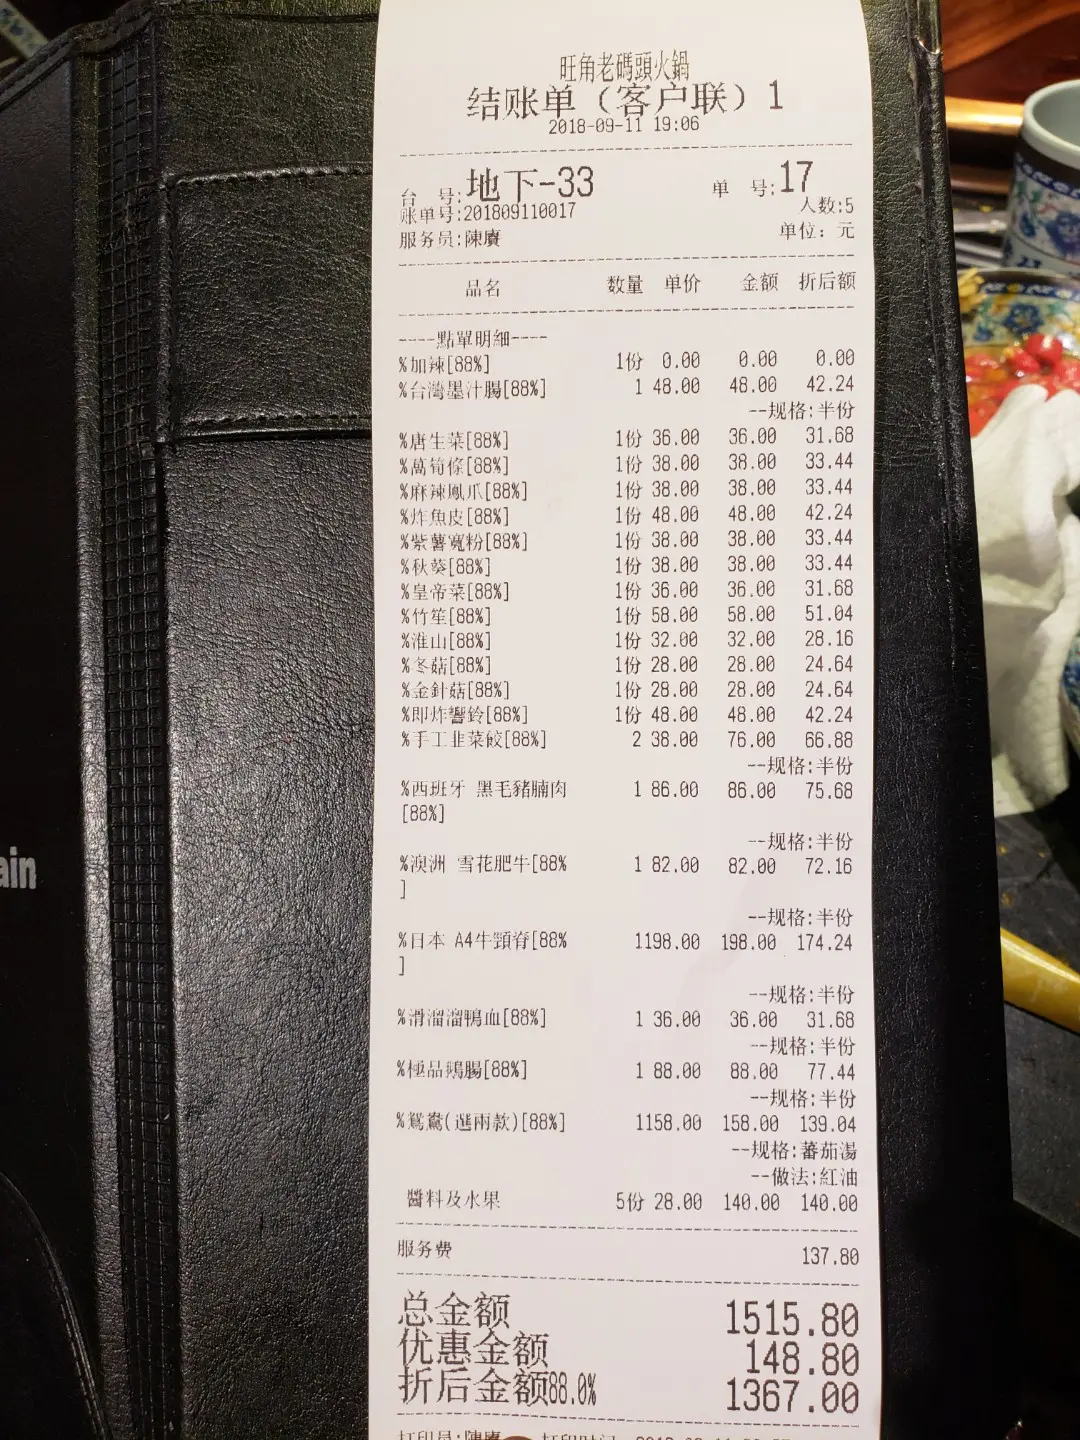 旺角老碼頭火鍋
结账单（客户联）1
2018-09-11 19:06
台 号:地下-33 单 号:17
账单号:201809110017 人数:5
服务员:陳賡 单位: 元
品名 数量 单价 金额 折后额
----點單明細----
%加辣[88%] 1份 0.00 0.00 0.00
%台灣墨汁腸[88%] 1 48.00 48.00 42.24
--规格:半份
%唐生菜[88%] 1份 36.00 36.00 31.68
%萵筍條[88%] 1份 38.00 38.00 33.44
%麻辣鳳爪[88%] 1份 38.00 38.00 33.44
%炸魚皮[88%] 1份 48.00 48.00 42.24
%紫薯寬粉[88%] 1份 38.00 38.00 33.44
%秋葵[88%] 1份 38.00 38.00 33.44
%皇帝菜[88%] 1份 36.00 36.00 31.68
%竹笙[88%] 1份 58.00 58.00 51.04
%淮山[88%] 1份 32.00 32.00 28.16
%冬菇[88%] 1份 28.00 28.00 24.64
%金針菇[88%] 1份 28.00 28.00 24.64
%即炸響鈴[88%] 1份 48.00 48.00 42.24
%手工韭菜餃[88%] 2 38.00 76.00 66.88
--规格:半份
%西班牙 黑毛豬腩肉 1 86.00 86.00 75.68
[88%]
--规格:半份
%澳洲 雪花肥牛[88% 1 82.00 82.00 72.16
]
--规格:半份
%日本 A4牛頸脊[88% 1198.00 198.00 174.24
]
--规格:半份
%滑溜溜鴨血[88%] 1 36.00 36.00 31.68
--规格:半份
%極品鵝腸[88%] 1 88.00 88.00 77.44
--规格:半份
%鴛鴦(選兩款)[88%] 1158.00 158.00 139.04
--规格:蕃茄湯
--做法:紅油
醬料及水果 5份 28.00 140.00 140.00
服务费 137.80
总金额 1515.80
优惠金额 148.80
折后金额88.0% 1367.00
打印员:陳賡 打印时间
ain